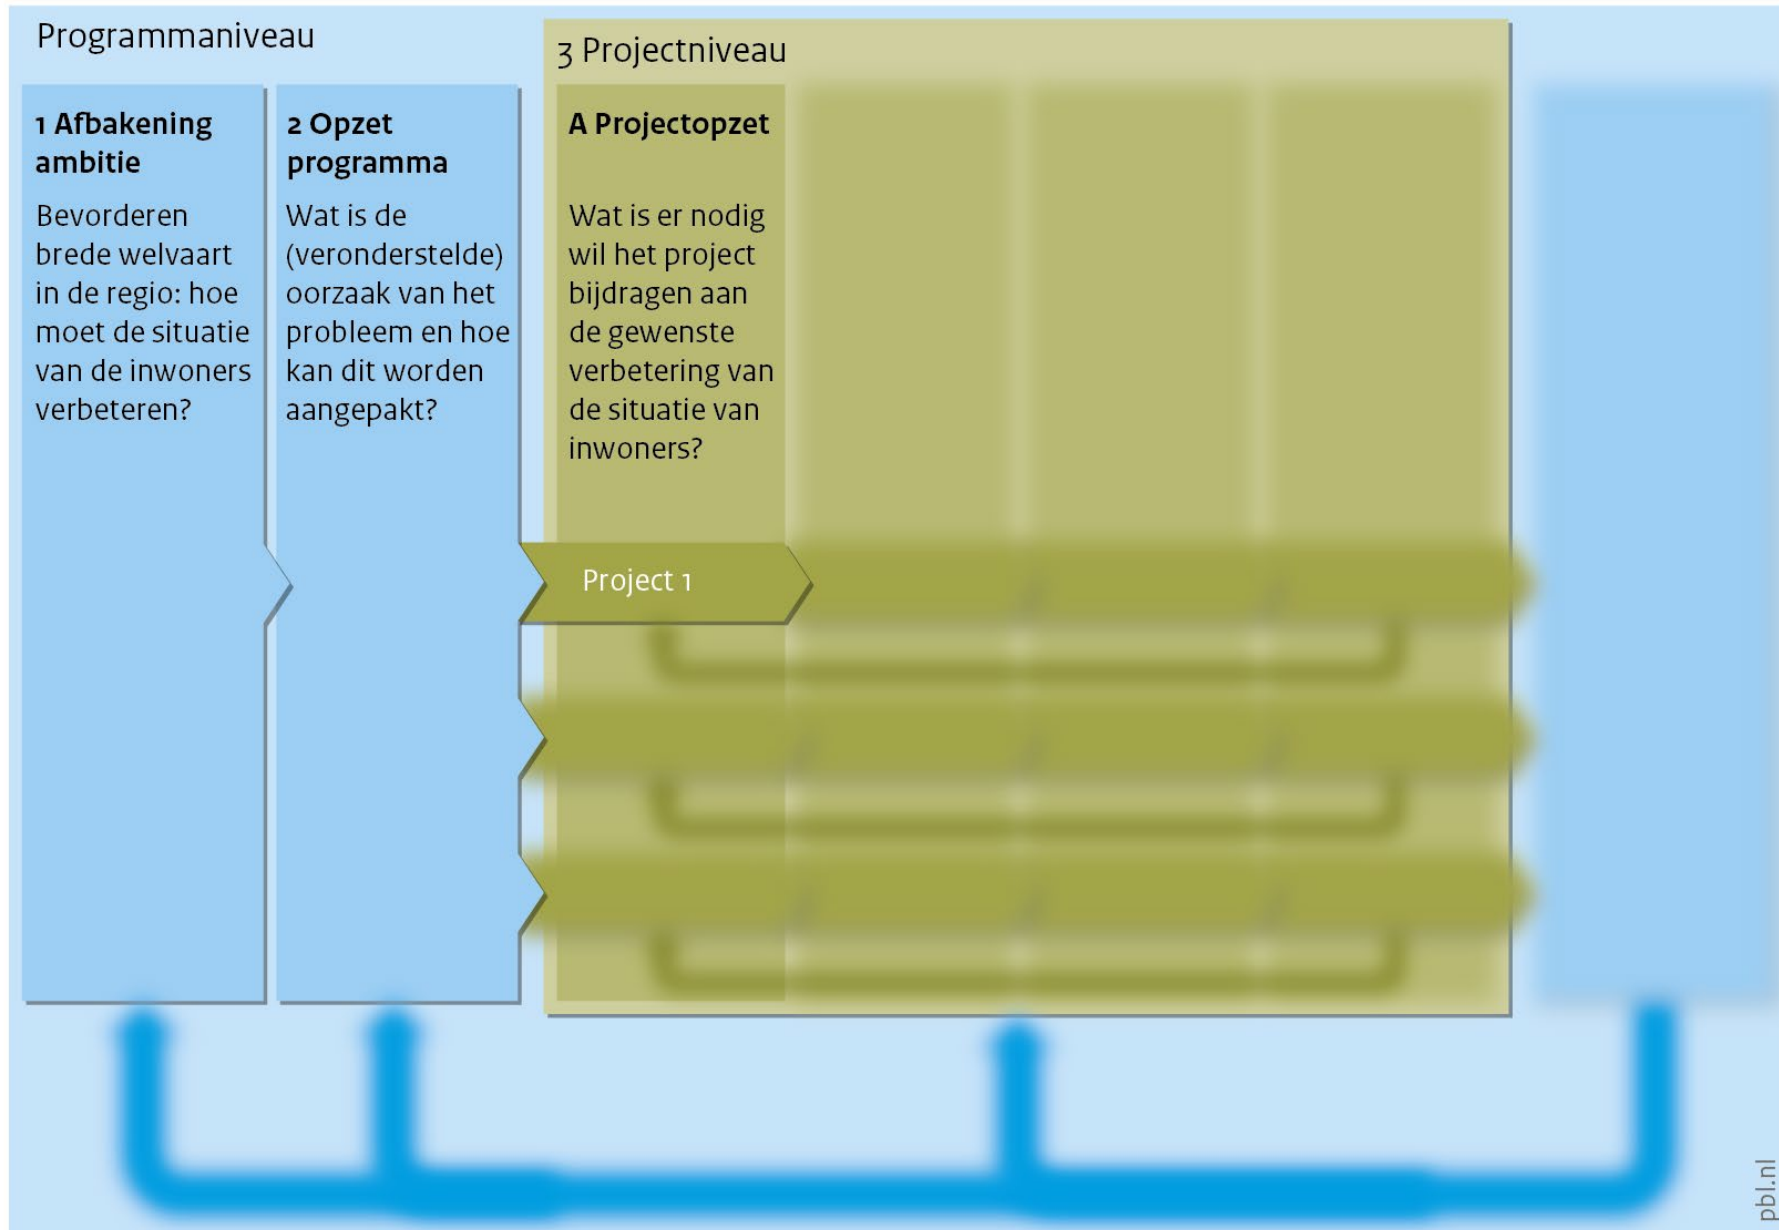 Programmaniveau
3 Projectniveau
1 Afbakening
ambitie
Bevorderen
brede welvaart
in de regio: hoe
moet de situatie
van de inwoners
verbeteren?
2 Opzet
programma
Wat is de
(veronderstelde)
oorzaak van het
probleem en hoe
kan dit worden
aangepakt?
A Projectopzet
Wat is er nodig
wil het project
bijdragen aan
de gewenste
verbetering van
de situatie van
inwoners?
Project 1
pbl.nl